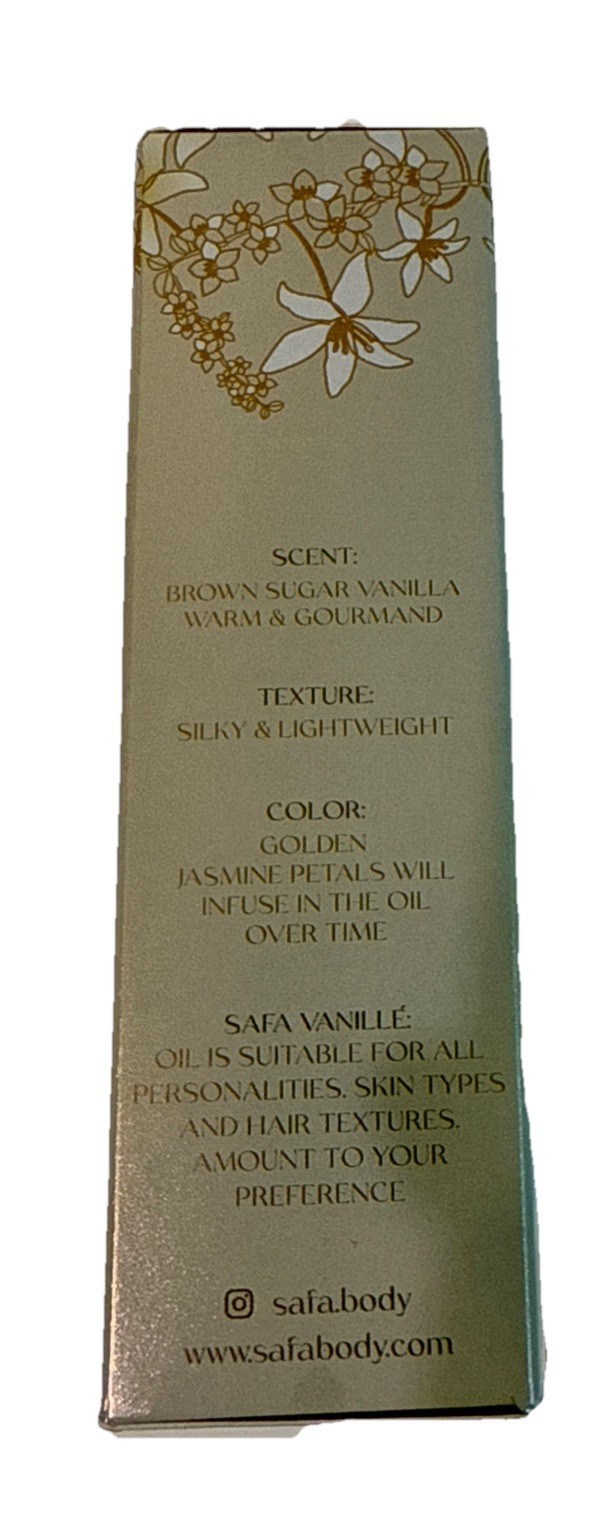 SCENT:
BROWN SUGAR VANILLA
WARM & GOURMAND
TEXTURE:
SILKY & LIGHTWEIGHT
COLOR:
GOLDEN
JASMINE PETALS WILL
INFUSE IN THE OIL
OVER TIME
SAFA VANILLÉ:
OIL IS SUITABLE FOR ALL
PERSONALITIES, SKIN TYPES
AND HAIR TEXTURES.
AMOUNT TO YOUR
PREFERENCE
safa.body
www.safabody.com